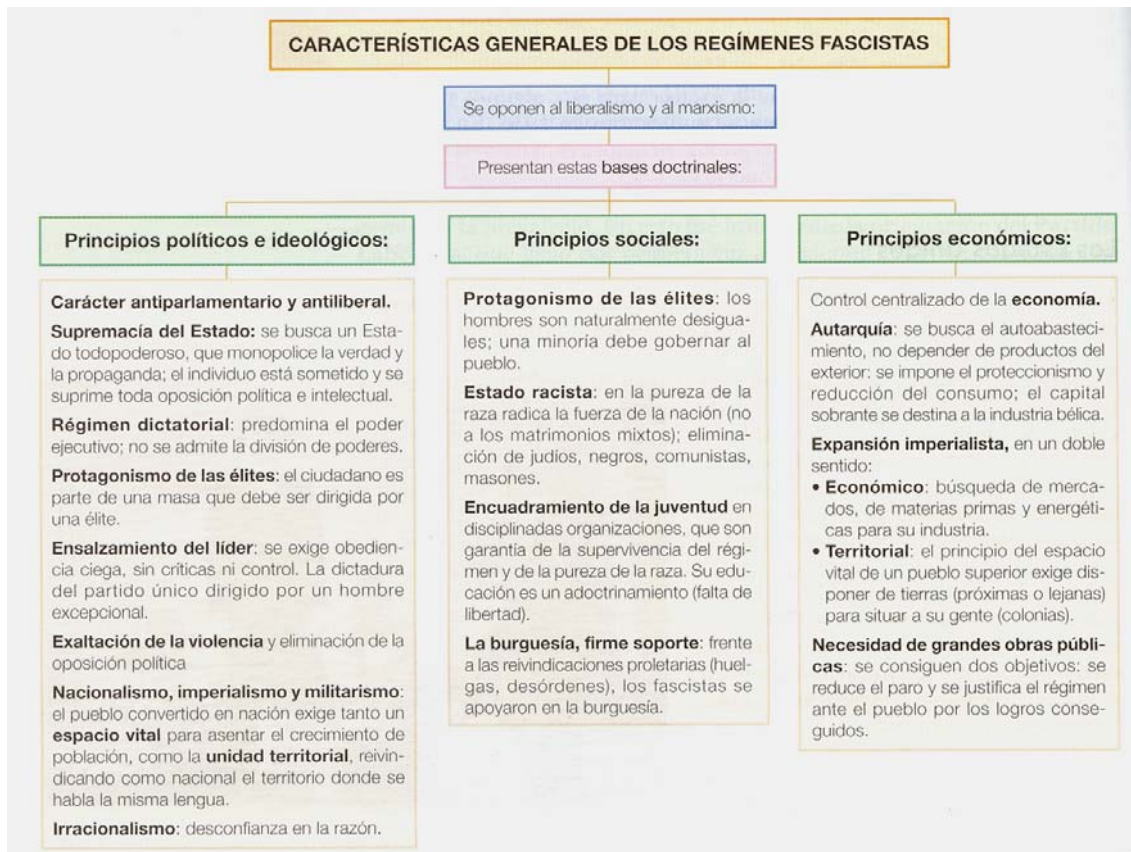 CARACTERÍSTICAS GENERALES DE LOS REGÍMENES FASCISTAS
Se oponen al liberalismo y al marxismo:
Presentan estas bases doctrinales:
Principios políticos e ideológicos:
Carácter antiparlamentario y antiliberal.
Supremacía del Estado: se busca un Esta-
do todopoderoso, que monopolice la verdad y
la propaganda; el individuo está sometido y se
suprime toda oposición política e intelectual.
Régimen dictatorial: predomina el poder
ejecutivo; no se admite la división de poderes.
Protagonismo de las élites: el ciudadano es
parte de una masa que debe ser dirigida por
una élite.
Ensalzamiento del líder: se exige obedien-
cia ciega, sin críticas ni control. La dictadura
del partido único dirigido por un hombre
excepcional.
Exaltación de la violencia y eliminación de la
oposición política
Nacionalismo, imperialismo y militarismo:
el pueblo convertido en nación exige tanto un
espacio vital para asentar el crecimiento de
población, como la unidad territorial, reivin-
dicando como nacional el territorio donde se
habla la misma lengua.
Irracionalismo: desconfianza en la razón.
Principios sociales:
Protagonismo de las élites: los
hombres son naturalmente desigua-
les; una minoría debe gobernar al
pueblo.
Estado racista: en la pureza de la
raza radica la fuerza de la nación (no
a los matrimonios mixtos); elimina-
ción de judíos, negros, comunistas,
masones.
Encuadramiento de la juventud en
disciplinadas organizaciones, que son
garantía de la supervivencia del régi-
men y de la pureza de la raza. Su edu-
cación es un adoctrinamiento (falta de
libertad).
La burguesía, firme soporte: frente
a las reivindicaciones proletarias (huel-
gas, desórdenes), los fascistas se
apoyaron en la burguesía.
Principios económicos:
Control centralizado de la economía.
Autarquía: se busca el autoabasteci-
miento, no depender de productos del
exterior: se impone el proteccionismo y
reducción del consumo; el capital
sobrante se destina a la industria bélica.
Expansión imperialista, en un doble
sentido:
• Económico: búsqueda de merca-
dos, de materias primas y energéti-
cas para su industria.
• Territorial: el principio del espacio
vital de un pueblo superior exige dis-
poner de tierras (próximas o lejanas)
para situar a su gente (colonias).
Necesidad de grandes obras públi-
cas: se consiguen dos objetivos: se
reduce el paro y se justifica el régimen
ante el pueblo por los logros conse-
guidos.